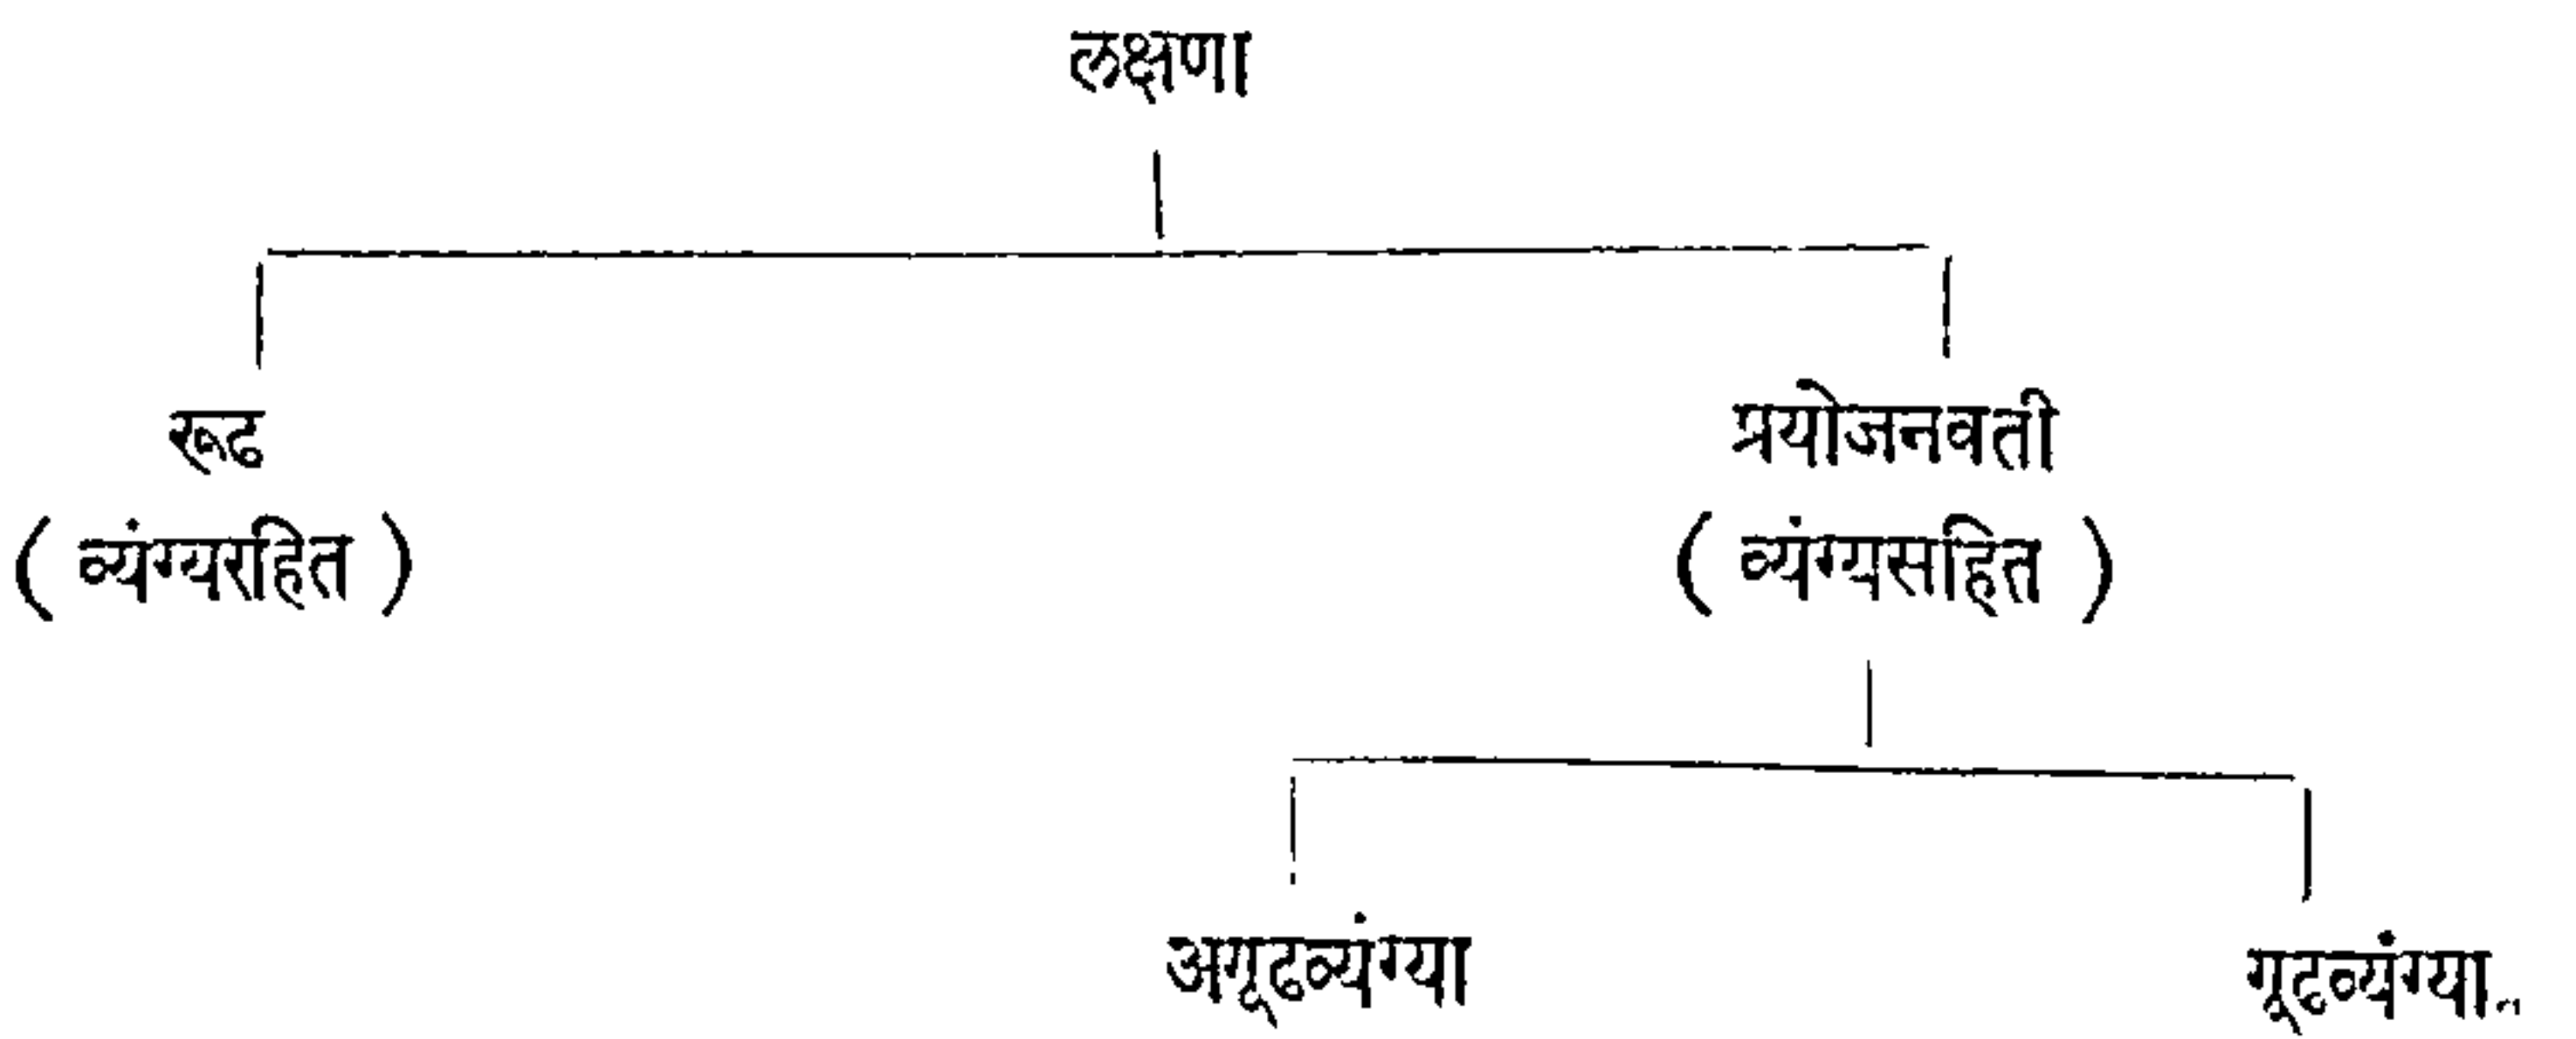 लक्षणा
रूढ प्रयोजनवती
( व्यंग्यरहित ) ( व्यंग्यसहित )
अगूढव्यंग्या गूढव्यंग्या